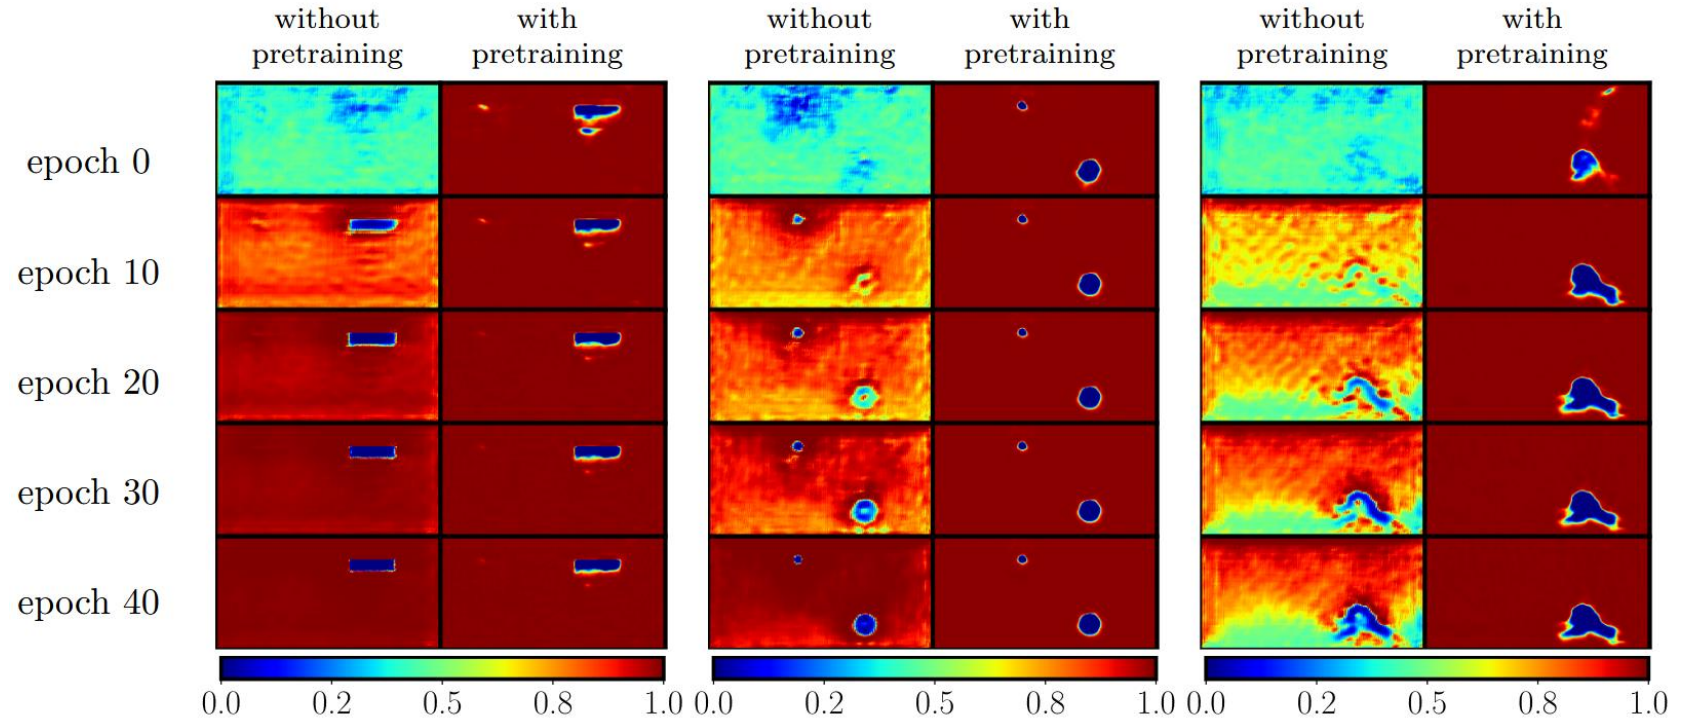 without with without with without with
pretraining pretraining pretraining pretraining pretraining pretraining
epoch 0
epoch 10
epoch 20
epoch 30
epoch 40
0.0 0.2 0.5 0.8 1.0 0.0 0.2 0.5 0.8 1.0 0.0 0.2 0.5 0.8 1.0